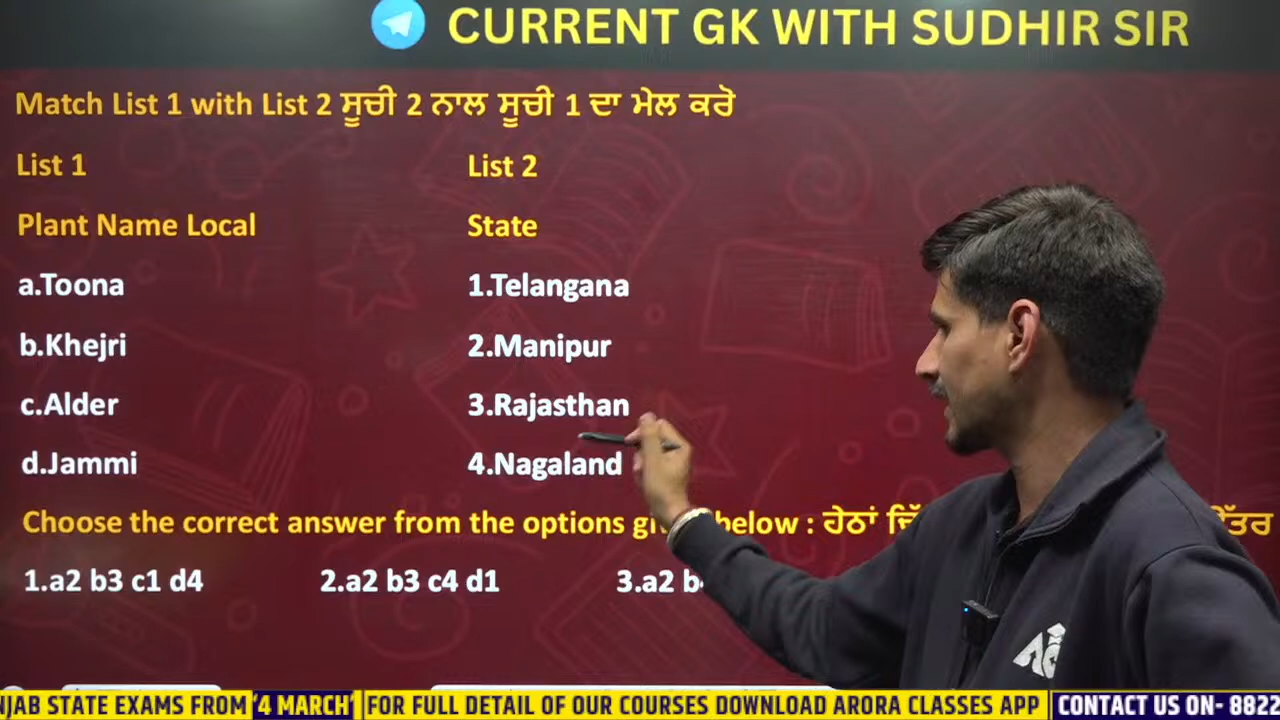 CURRENT GK WITH SUDHIR SIR
Match List 1 with List 2 ਸੂਚੀ 2 ਨਾਲ ਸੂਚੀ 1 ਦਾ ਮੇਲ ਕਰੋ
List 1 List 2
Plant Name Local State
a.Toona 1.Telangana
b.Khejri 2.Manipur
c.Alder 3.Rajasthan
d.Jammi 4.Nagaland
Choose the correct answer from the options below : ਹੇਠਾਂ
1.a2 b3 c1 d4 2.a2 b3 c4 d1 3.a2
STATE EXAMS FROM ‘4 MARCH’ FOR FULL DETAIL OF OUR COURSES DOWNLOAD ARORA CLASSES APP CONTACT US ON- 8822